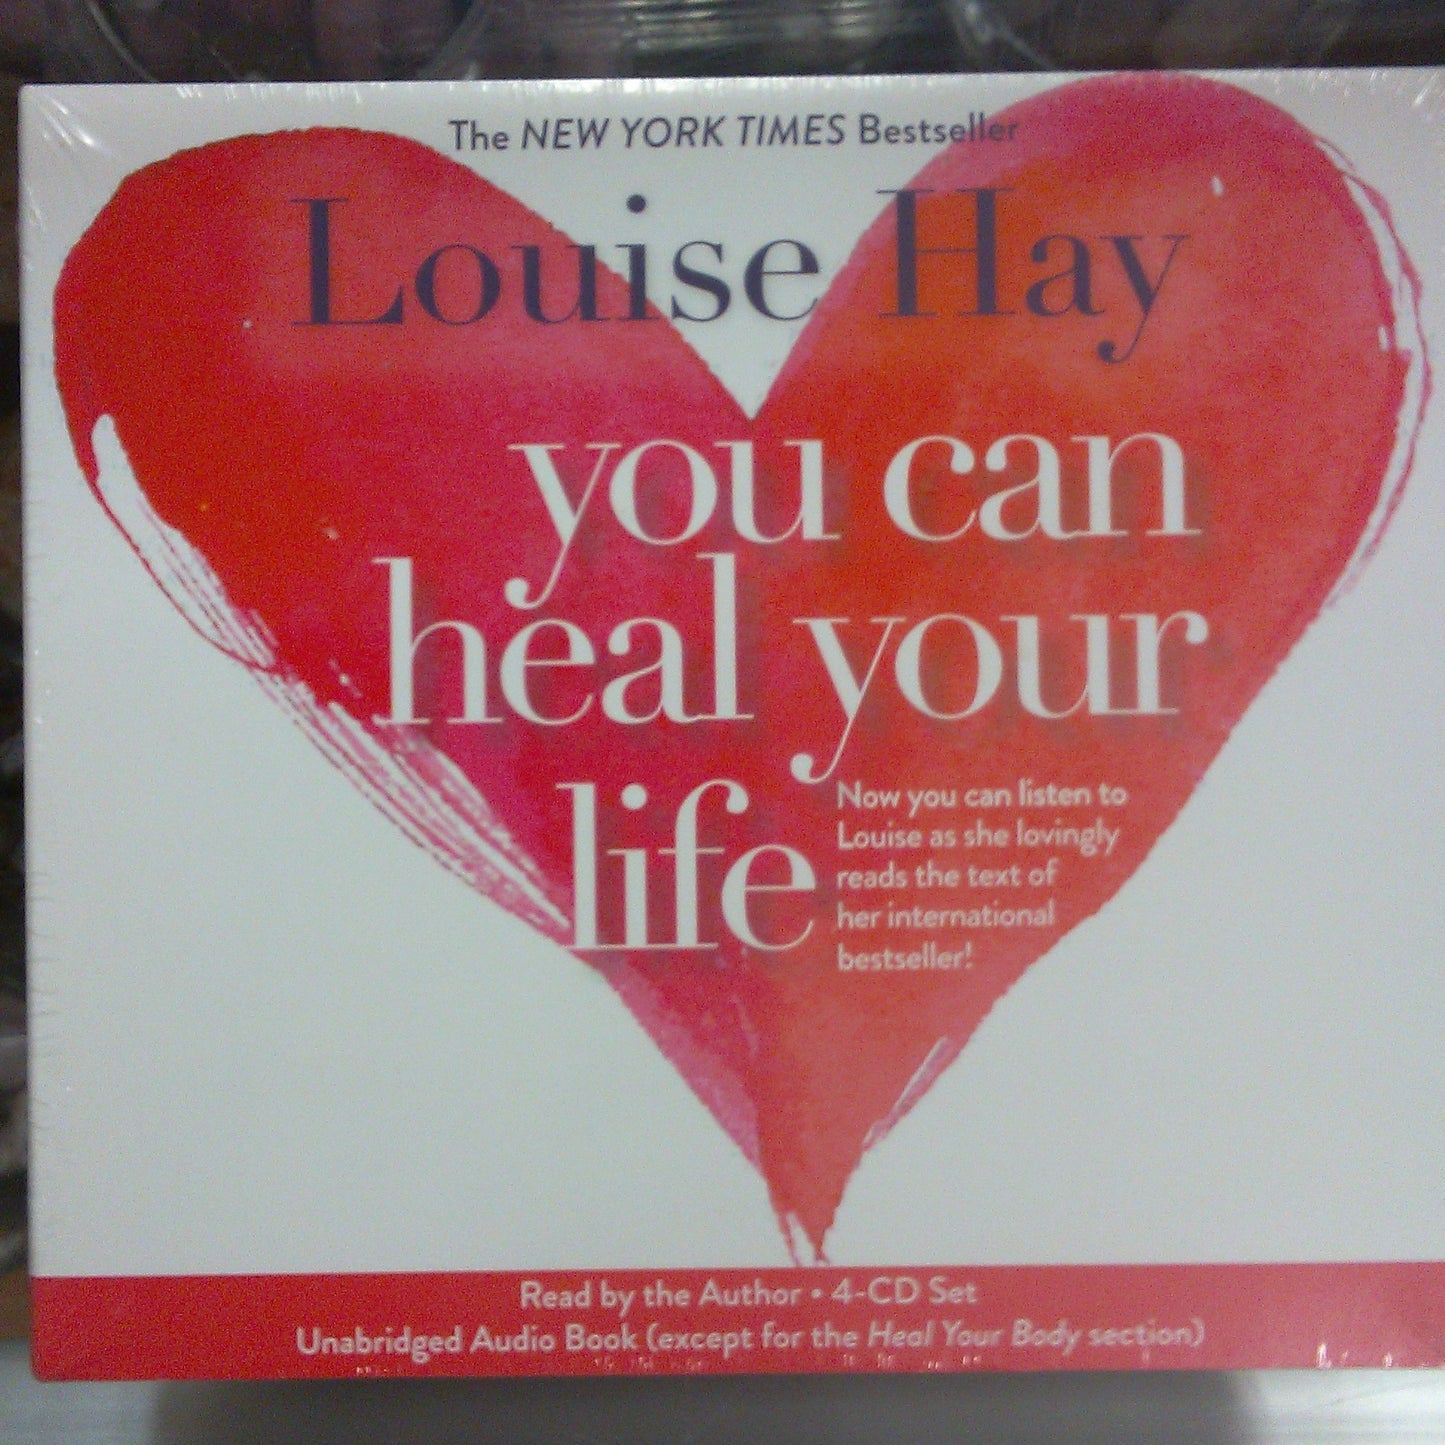 The NEW YORK TIMES Bestseller
Louise Hay
you can
heal your
life
Now you can listen to
Louise as she lovingly
reads the text of
her international
bestseller!
Read by the Author • 4-CD Set
Unabridged Audio Book (except for the Heal Your Body section)